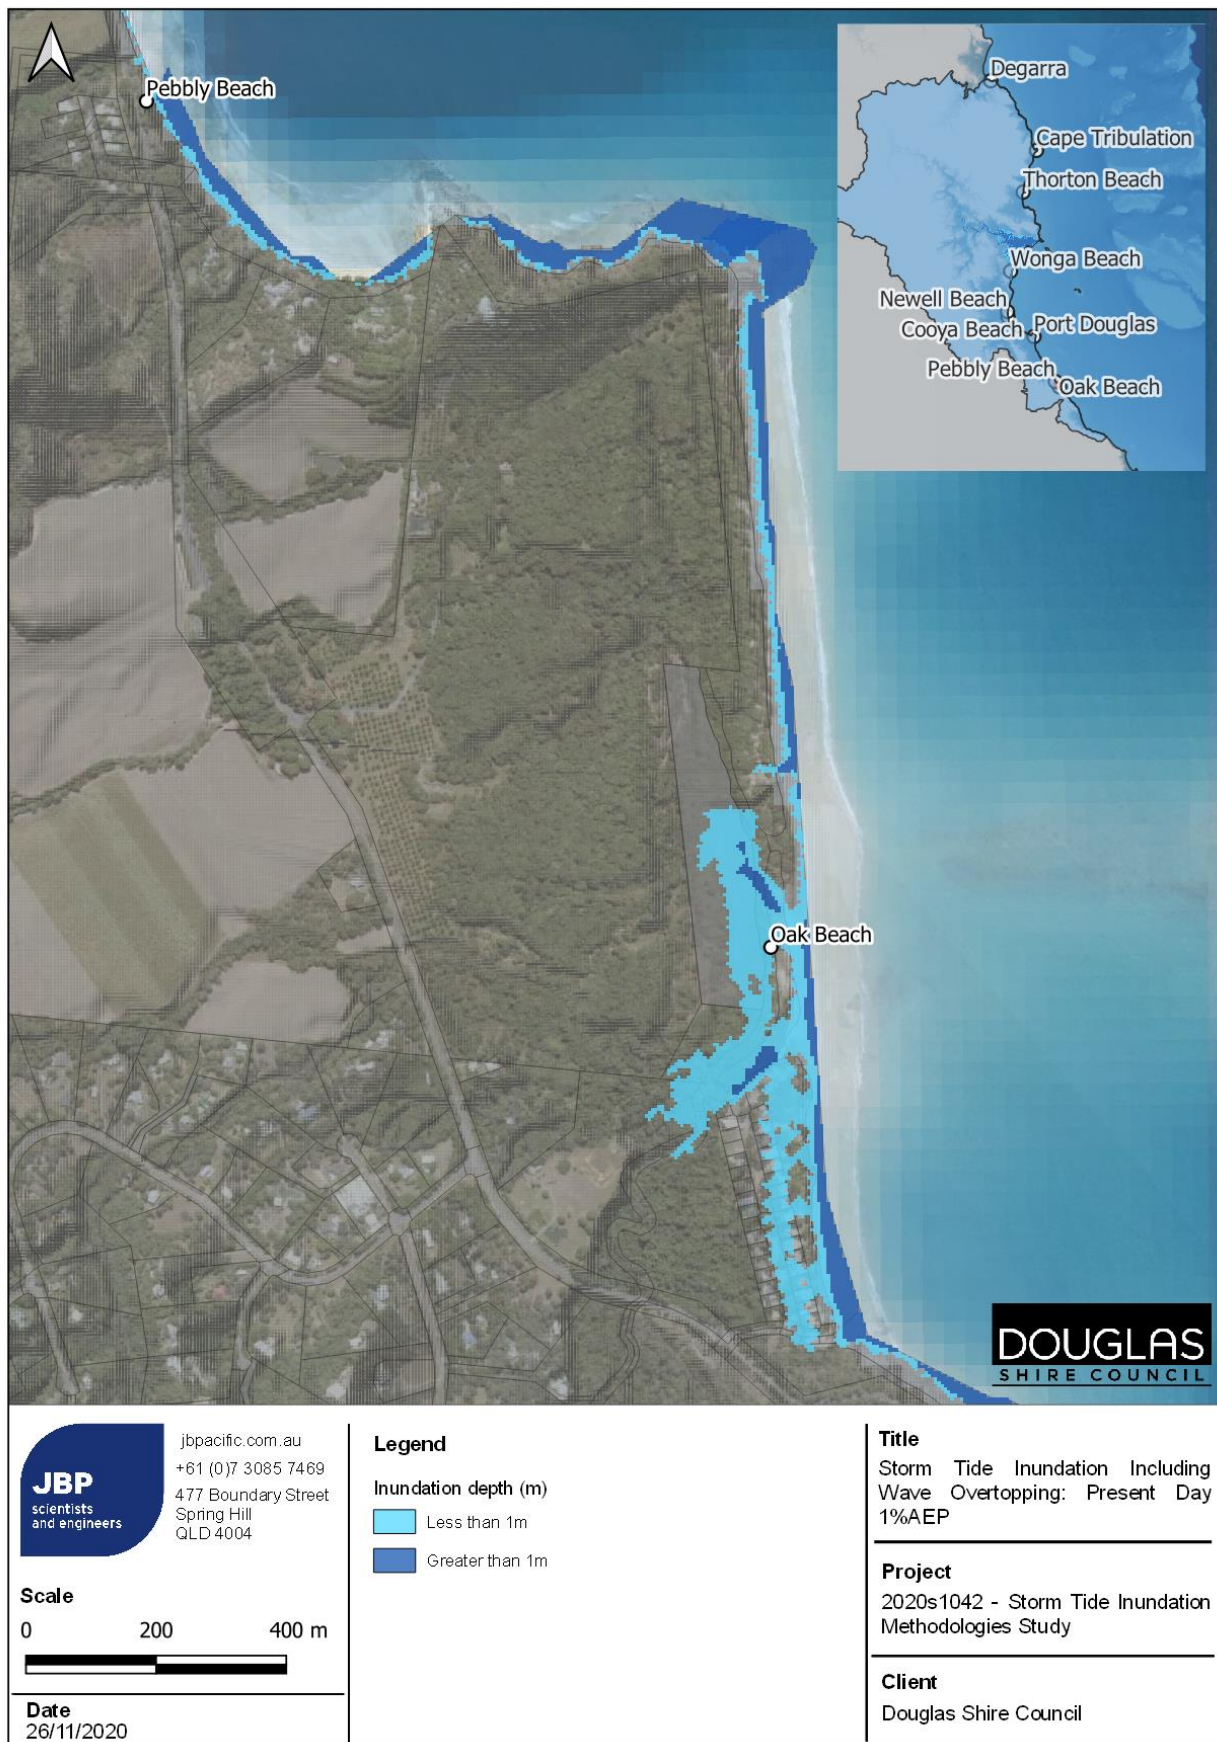 Pebbly Beach
Degarra
Cape Tribulation
Thorton Beach
Wonga Beach
Newell Beach
Cooya Beach
Port Douglas
Pebbly Beach
Oak Beach
Oak Beach
DOUGLAS
SHIRE COUNCIL
JBP
scientists
and engineers
jbpacific.com.au
+61 (0)7 3085 7469
477 Boundary Street
Spring Hill
QLD 4004
Scale
0 200 400 m
Date
26/11/2020
Legend
Inundation depth (m)
Less than 1m
Greater than 1m
Title
Storm Tide Inundation Including
Wave Overtopping: Present Day
1%AEP
Project
2020s1042 - Storm Tide Inundation
Methodologies Study
Client
Douglas Shire Council